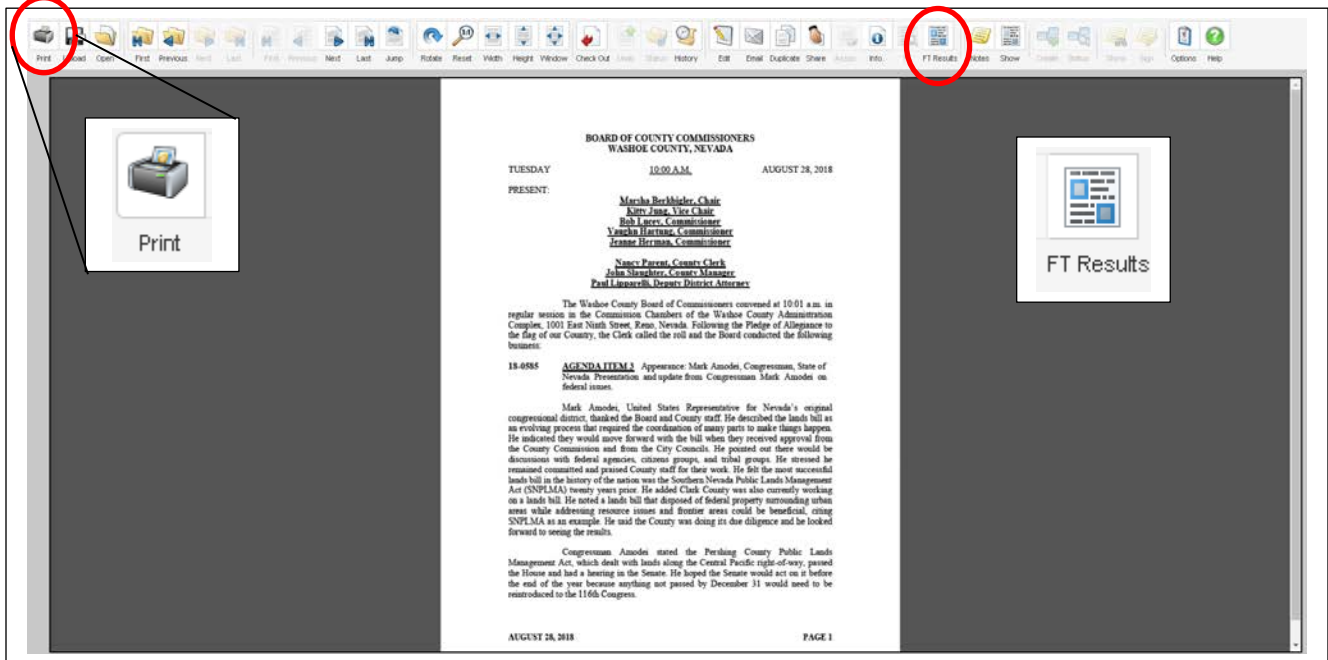 Print Upload Open First Previous Next Last First Previous Next Last Jump Rotate Reset Width Height Window Check Out Undo Status History Edit Email Duplicate Share Info FT Results Notes Show Create Status Share Sign Options Help
Print
FT Results
BOARD OF COUNTY COMMISSIONERS
WASHOE COUNTY, NEVADA
TUESDAY 10:00 A.M. AUGUST 28, 2018
PRESENT:
Marsha Berkbigler, Chair
Kitty Jung, Vice Chair
Bob Lucey, Commissioner
Vaughn Hartung, Commissioner
Jeanne Herman, Commissioner
Nancy Parent, County Clerk
John Slaughter, County Manager
Paul Lipparelli, Deputy District Attorney
The Washoe County Board of Commissioners convened at 10:01 a.m. in
regular session in the Commission Chambers of the Washoe County Administration
Complex, 1001 East Ninth Street, Reno, Nevada. Following the Pledge of Allegiance to
the flag of our Country, the Clerk called the roll and the Board conducted the following
business:
18-0585 AGENDA ITEM 3 Appearance: Mark Amodei, Congressman, State of
Nevada Presentation and update from Congressman Mark Amodei on
federal issues.
Mark Amodei, United States Representative for Nevada's original
congressional district, thanked the Board and County staff. He described the lands bill as
an evolving process that required the coordination of many parts to make things happen.
He indicated they would move forward with the bill when they received approval from
the County Commission and from the City Councils. He pointed out there would be
discussions with federal agencies, citizens groups, and tribal groups. He stressed he
remained committed and praised County staff for their work. He felt the most successful
lands bill in the history of the nation was the Southern Nevada Public Lands Management
Act (SNPLMA) twenty years prior. He added Clark County was also currently working
on a lands bill. He noted a lands bill that disposed of federal property surrounding urban
areas while addressing resource issues and frontier areas could be beneficial, citing
SNPLMA as an example. He said the County was doing its due diligence and he looked
forward to seeing the results.
Congressman Amodei stated the Pershing County Public Lands
Management Act, which dealt with lands along the Central Pacific right-of-way, passed
the House and had a hearing in the Senate. He hoped the Senate would act on it before
the end of the year because anything not passed by December 31 would need to be
reintroduced to the 116th Congress.
AUGUST 28, 2018 PAGE 1